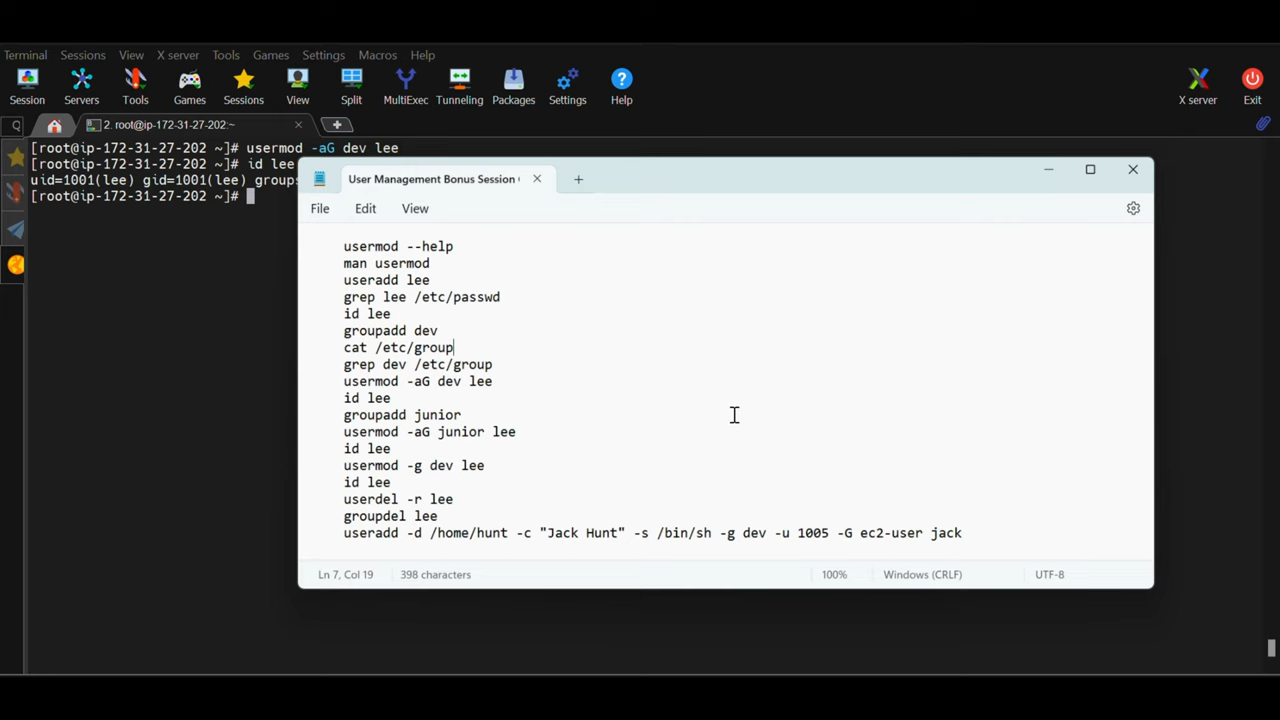 Terminal Sessions View X server Tools Games Settings Macros Help
Session Servers Tools Games Sessions View Split MultiExec Tunneling Packages Settings Help X server Exit
2. root@ip-172-31-27-202:~
[root@ip-172-31-27-202 ~]# usermod -aG dev lee
[root@ip-172-31-27-202 ~]# id lee
uid=1001(lee) gid=1001(lee) groups
[root@ip-172-31-27-202 ~]#
User Management Bonus Session
File Edit View
usermod --help
man usermod
useradd lee
grep lee /etc/passwd
id lee
groupadd dev
cat /etc/group
grep dev /etc/group
usermod -aG dev lee
id lee
groupadd junior
usermod -aG junior lee
id lee
usermod -g dev lee
id lee
userdel -r lee
groupdel lee
useradd -d /home/hunt -c "Jack Hunt" -s /bin/sh -g dev -u 1005 -G ec2-user jack
Ln 7, Col 19 398 characters 100% Windows (CRLF) UTF-8